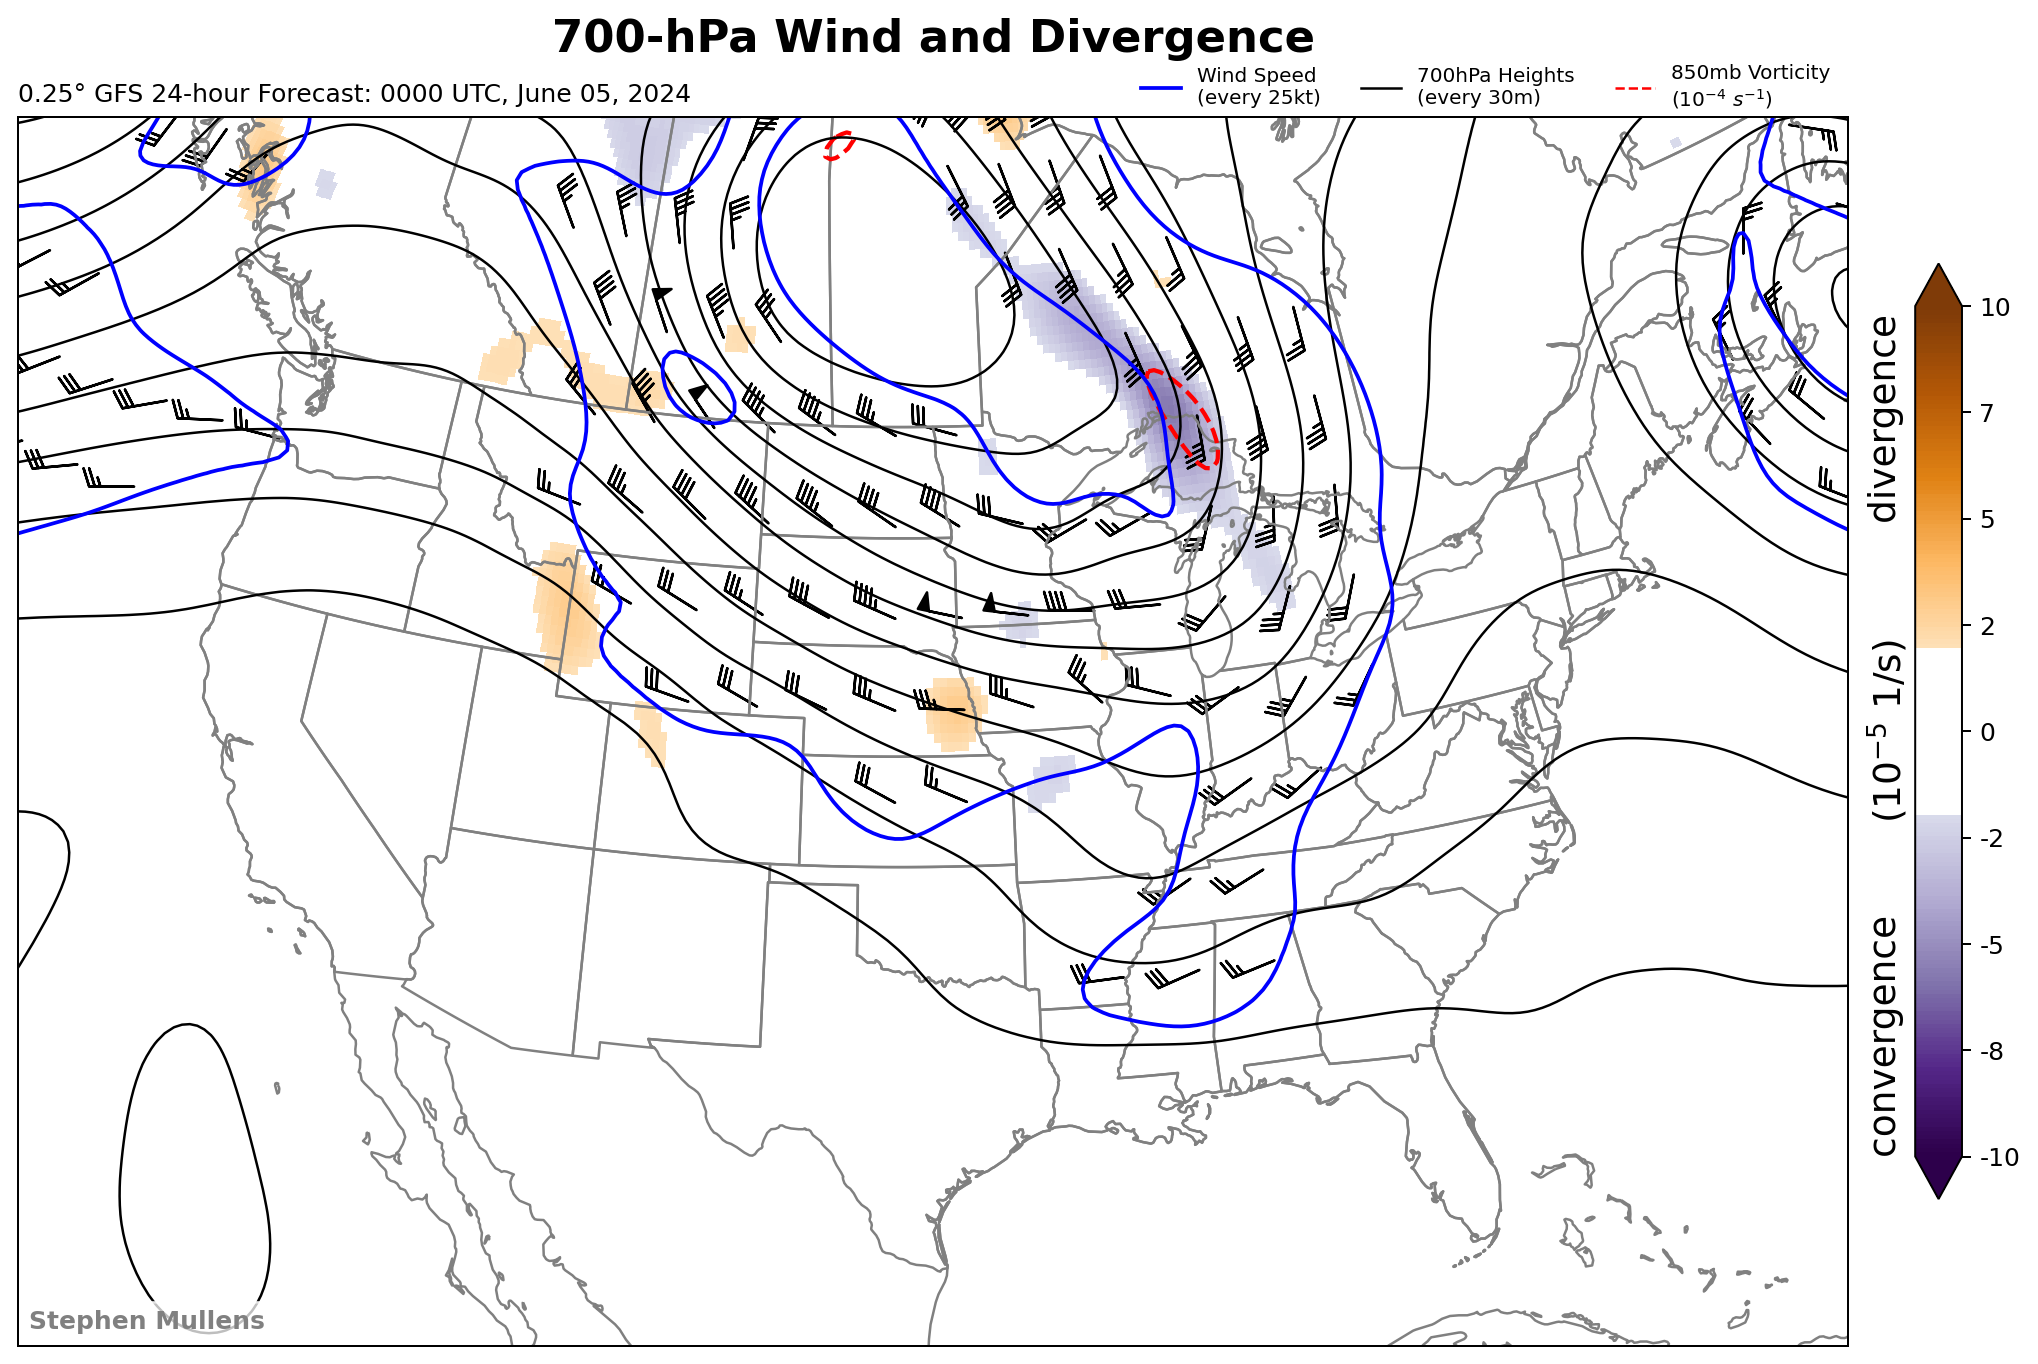 700-hPa Wind and Divergence
0.25° GFS 24-hour Forecast: 0000 UTC, June 05, 2024
Wind Speed
(every 25kt)
700hPa Heights
(every 30m)
850mb Vorticity
(10⁻⁴ s⁻¹)
10
7
5
2
0
-2
-5
-8
-10
convergence (10⁻⁵ 1/s) divergence
Stephen Mullens